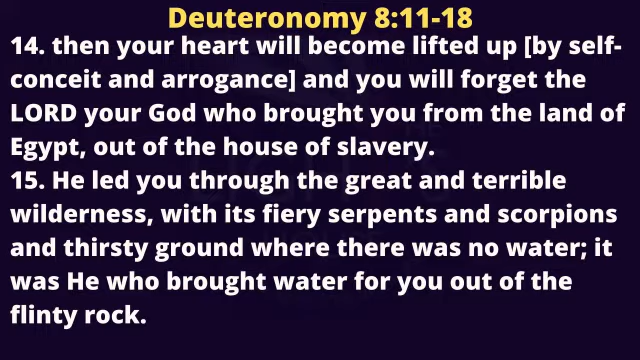 Deuteronomy 8:11-18
14. then your heart will become lifted up [by self-
conceit and arrogance] and you will forget the
LORD your God who brought you from the land of
Egypt, out of the house of slavery.
15. He led you through the great and terrible
wilderness, with its fiery serpents and scorpions
and thirsty ground where there was no water; it
was He who brought water for you out of the
flinty rock.